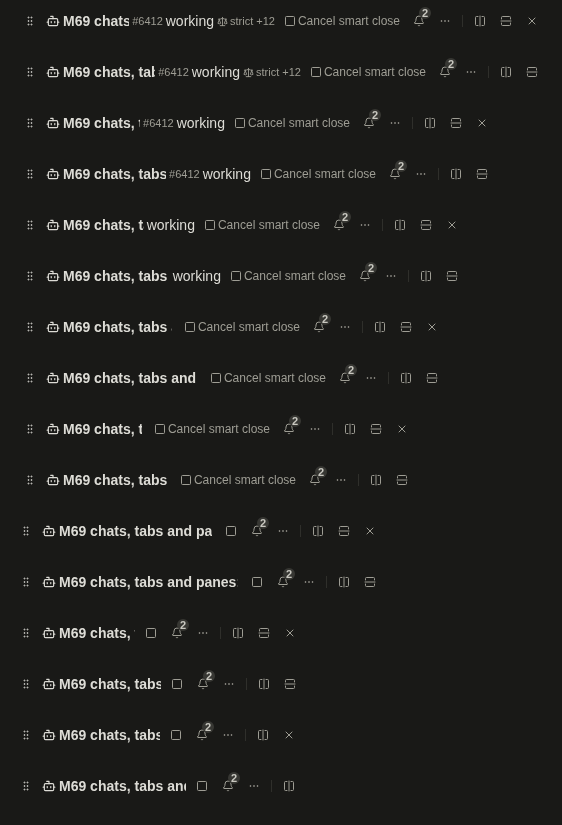 M69 chats #6412 working strict +12 Cancel smart close 2
M69 chats, tal #6412 working strict +12 Cancel smart close 2
M69 chats, #6412 working Cancel smart close 2
M69 chats, tabs #6412 working Cancel smart close 2
M69 chats, t working Cancel smart close 2
M69 chats, tabs working Cancel smart close 2
M69 chats, tabs Cancel smart close 2
M69 chats, tabs and Cancel smart close 2
M69 chats, t Cancel smart close 2
M69 chats, tabs Cancel smart close 2
M69 chats, tabs and pa 2
M69 chats, tabs and panes 2
M69 chats, 2
M69 chats, tabs 2
M69 chats, tabs 2
M69 chats, tabs and 2